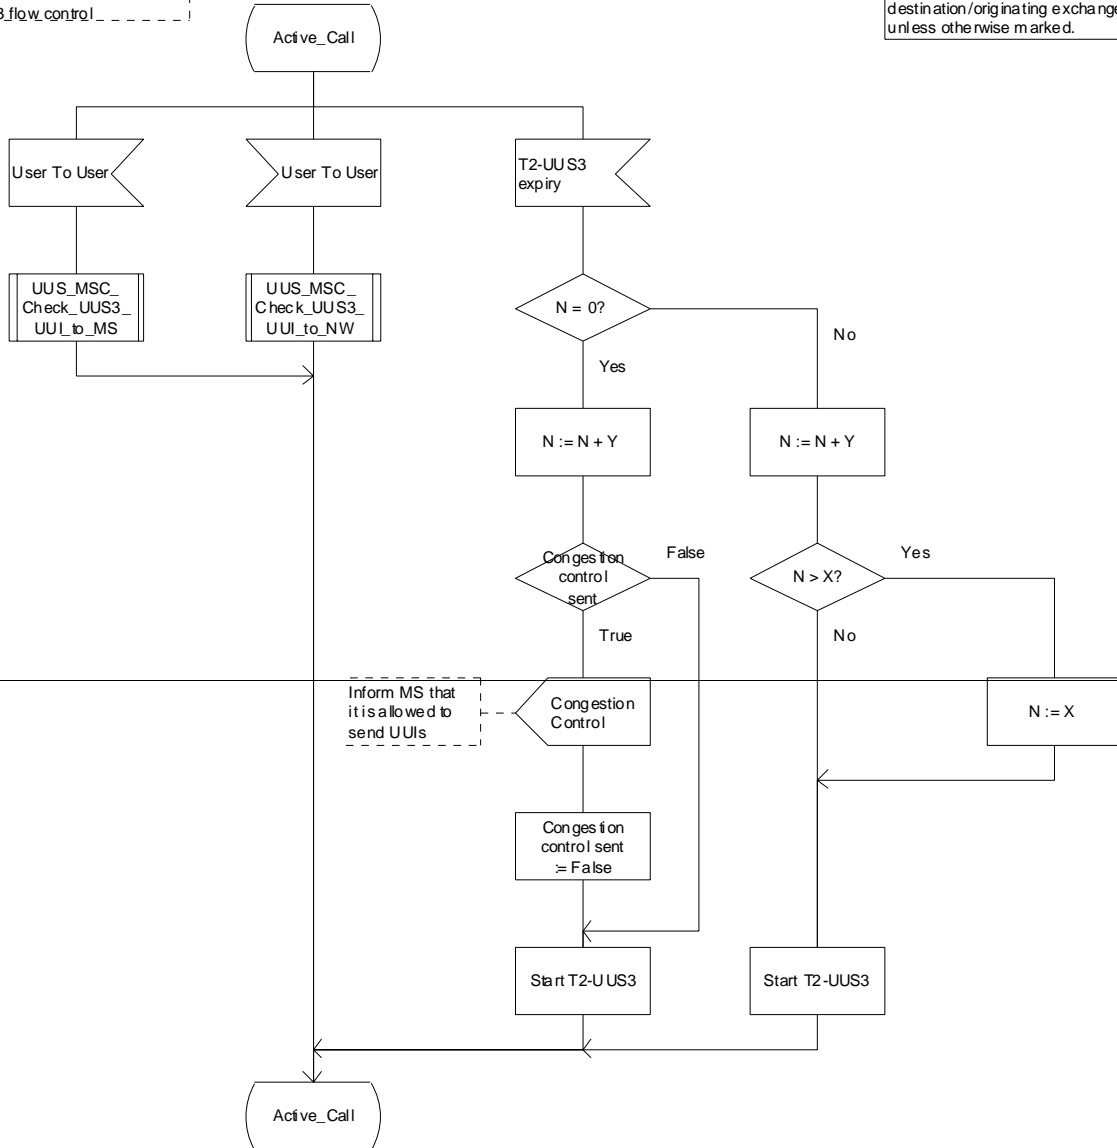 3 flow control
destination/originating exchange
unless otherwise marked.
Active_Call
User To User
User To User
T2-UUS3
expiry
UUS_MSC_
Check_UUS3_
UUI_to_MS
UUS_MSC_
Check_UUS3_
UUI_to_NW
N = 0?
No
Yes
N := N + Y
N := N + Y
Congestion
control
sent
False
N > X?
Yes
True
No
Inform MS that
it is allowed to
send UUIs
Congestion
Control
N := X
Congestion
control sent
:= False
Start T2-UUS3
Start T2-UUS3
Active_Call